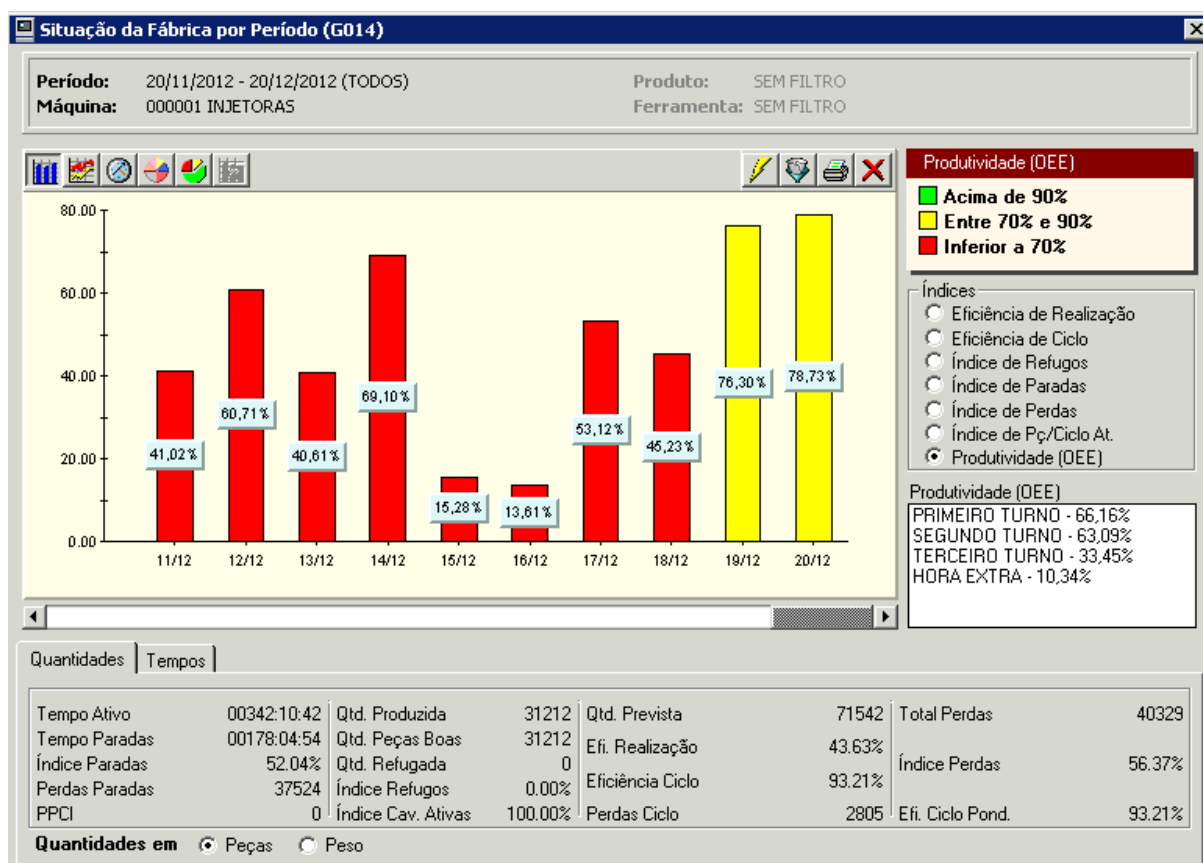 Situação da Fábrica por Período (G014)
Período: 20/11/2012 - 20/12/2012 (TODOS) Produto: SEM FILTRO
Máquina: 000001 INJETORAS Ferramenta: SEM FILTRO
80.00
60.00
40.00
20.00
0.00
41,02%
60,71%
40,61%
69,10%
15,28%
13,61%
53,12%
45,23%
76,30%
78,73%
11/12 12/12 13/12 14/12 15/12 16/12 17/12 18/12 19/12 20/12
Produtividade (OEE)
Acima de 90%
Entre 70% e 90%
Inferior a 70%
Índices
Eficiência de Realização
Eficiência de Ciclo
Índice de Refugos
Índice de Paradas
Índice de Perdas
Índice de Pç/Ciclo At.
Produtividade (OEE)
Produtividade (OEE)
PRIMEIRO TURNO - 66,16%
SEGUNDO TURNO - 63,09%
TERCEIRO TURNO - 33,45%
HORA EXTRA - 10,34%
Quantidades Tempos
Tempo Ativo 00342:10:42
Tempo Paradas 00178:04:54
Índice Paradas 52.04%
Perdas Paradas 37524
PPCI 0
Qtd. Produzida 31212
Qtd. Peças Boas 31212
Qtd. Refugada 0
Índice Refugos 0.00%
Índice Cav. Ativas 100.00%
Qtd. Prevista 71542
Efi. Realização 43.63%
Eficiência Ciclo 93.21%
Perdas Ciclo 2805
Total Perdas 40329
Índice Perdas 56.37%
Efi. Ciclo Pond. 93.21%
Quantidades em Peças Peso